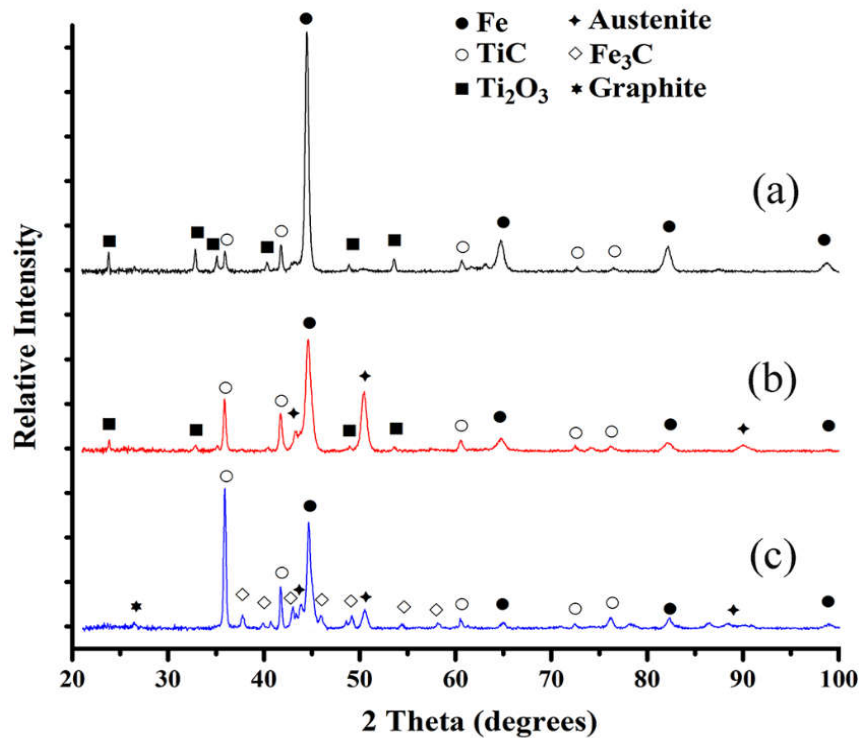 Fe Austenite
TiC Fe₃C
Ti₂O₃ Graphite
(a)
(b)
(c)
Relative Intensity
20 30 40 50 60 70 80 90 100
2 Theta (degrees)